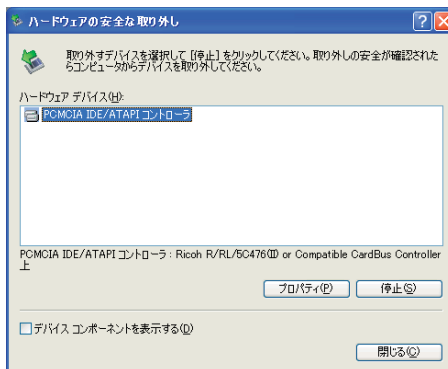 ハードウェアの安全な取り外し
取り外すデバイスを選択して [停止] をクリックしてください。取り外しの安全が確認された
らコンピュータからデバイスを取り外してください。
ハードウェア デバイス(H):
PCMCIA IDE/ATAPI コントローラ
PCMCIA IDE/ATAPI コントローラ : Ricoh R/RL/5C476(II) or Compatible CardBus Controller
上
プロパティ(P) 停止(S)
デバイス コンポーネントを表示する(D)
閉じる(C)